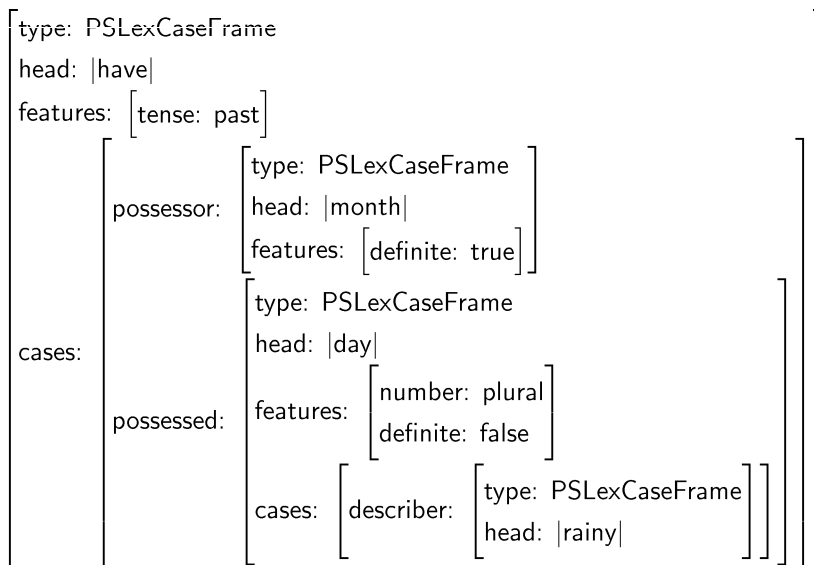 type: PSLexCaseFrame
head: |have|
features: [tense: past]
possessor:
type: PSLexCaseFrame
head: |month|
features: [definite: true]
cases:
possessed:
type: PSLexCaseFrame
head: |day|
features:
number: plural
definite: false
cases:
describer:
type: PSLexCaseFrame
head: |rainy|